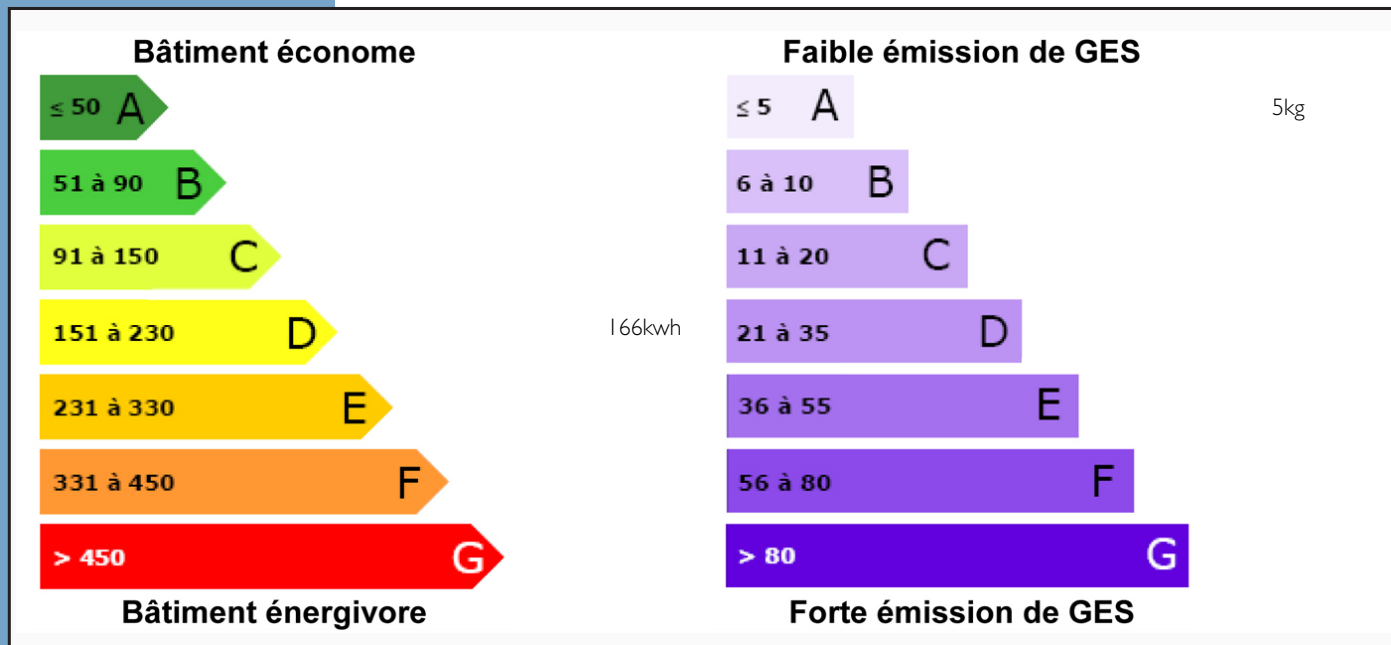 Bâtiment économe
≤ 50 A
51 à 90 B
91 à 150 C
151 à 230 D
166kwh
231 à 330 E
331 à 450 F
> 450 G
Bâtiment énergivore
Faible émission de GES
≤ 5 A
5kg
6 à 10 B
11 à 20 C
21 à 35 D
36 à 55 E
56 à 80 F
> 80 G
Forte émission de GES